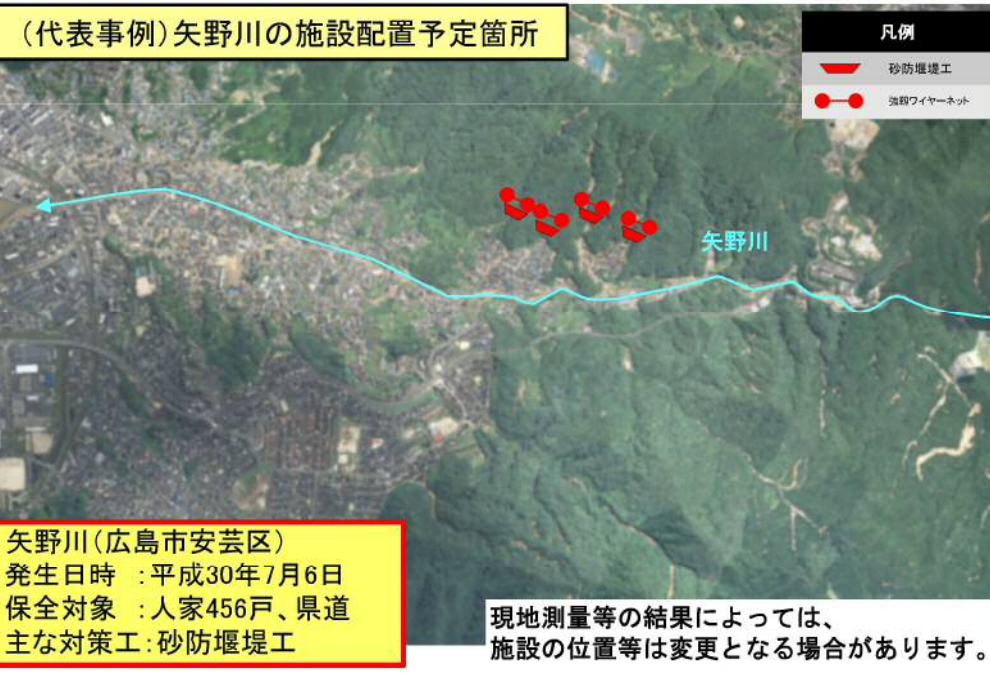 (代表事例)矢野川の施設配置予定箇所
凡例
砂防堰堤工
強靱ワイヤーネット
矢野川
矢野川(広島市安芸区)
発生日時 :平成30年7月6日
保全対象 :人家456戸、県道
主な対策工:砂防堰堤工
現地測量等の結果によっては、
施設の位置等は変更となる場合があります。